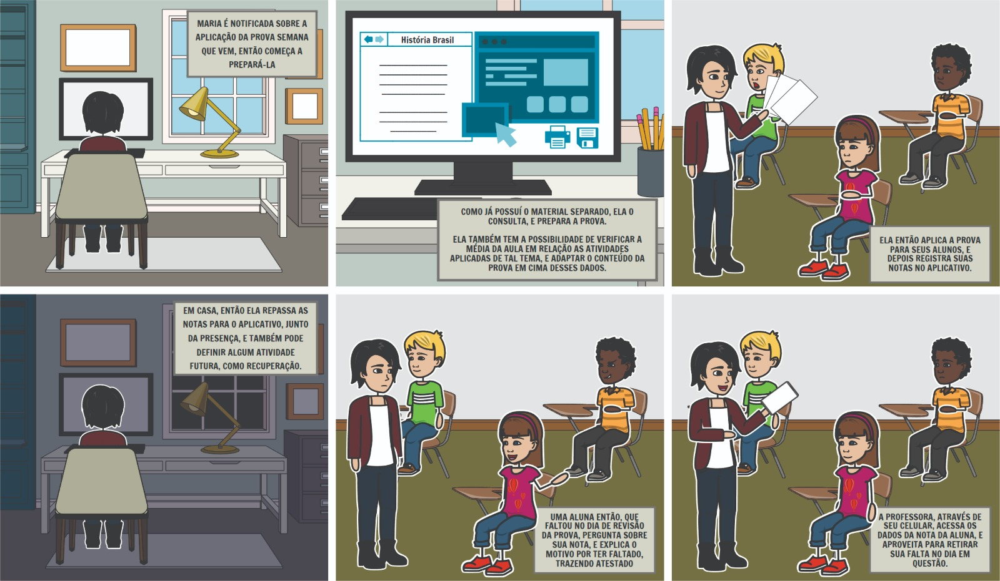 MARIA É NOTIFICADA SOBRE A
APLICAÇÃO DA PROVA SEMANA
QUE VEM, ENTÃO COMEÇA A
PREPARÁ-LA
História Brasil
COMO JÁ POSSUÍ O MATERIAL SEPARADO, ELA O
CONSULTA, E PREPARA A PROVA.
ELA TAMBÉM TEM A POSSIBILIDADE DE VERIFICAR A
MÉDIA DA AULA EM RELAÇÃO AS ATIVIDADES
APLICADAS DE TAL TEMA, E ADAPTAR O CONTEÚDO DA
PROVA EM CIMA DESSES DADOS.
ELA ENTÃO APLICA A PROVA
PARA SEUS ALUNOS, E
DEPOIS REGISTRA SUAS
NOTAS NO APLICATIVO.
EM CASA, ENTÃO ELA REPASSA AS
NOTAS PARA O APLICATIVO, JUNTO
DA PRESENÇA, E TAMBÉM PODE
DEFINIR ALGUM ATIVIDADE
FUTURA, COMO RECUPERAÇÃO.
UMA ALUNA ENTÃO, QUE
FALTOU NO DIA DE REVISÃO
DA PROVA, PERGUNTA SOBRE
SUA NOTA, E EXPLICA O
MOTIVO POR TER FALTADO,
TRAZENDO ATESTADO
A PROFESSORA, ATRAVÉS DE
SEU CELULAR, ACESSA OS
DADOS DA NOTA DA ALUNA, E
APROVEITA PARA RETIRAR
SUA FALTA NO DIA EM
QUESTÃO.